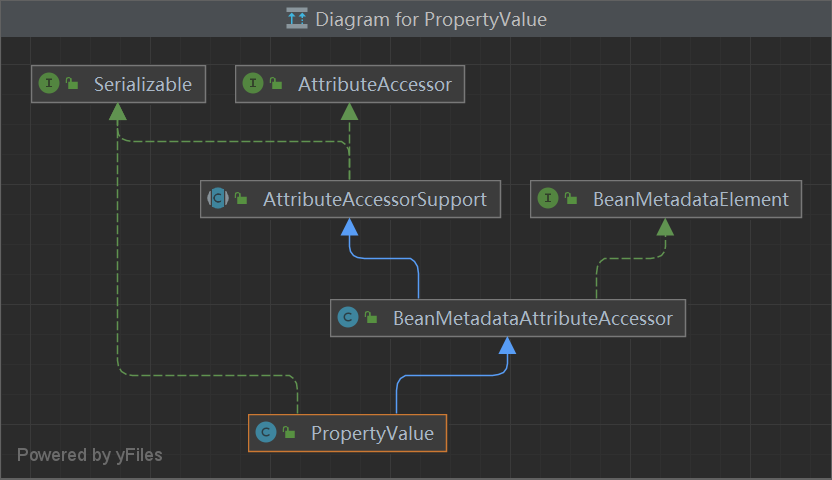 Diagram for PropertyValue
I Serializable
I AttributeAccessor
C AttributeAccessorSupport
I BeanMetadataElement
C BeanMetadataAttributeAccessor
C PropertyValue
Powered by yFiles